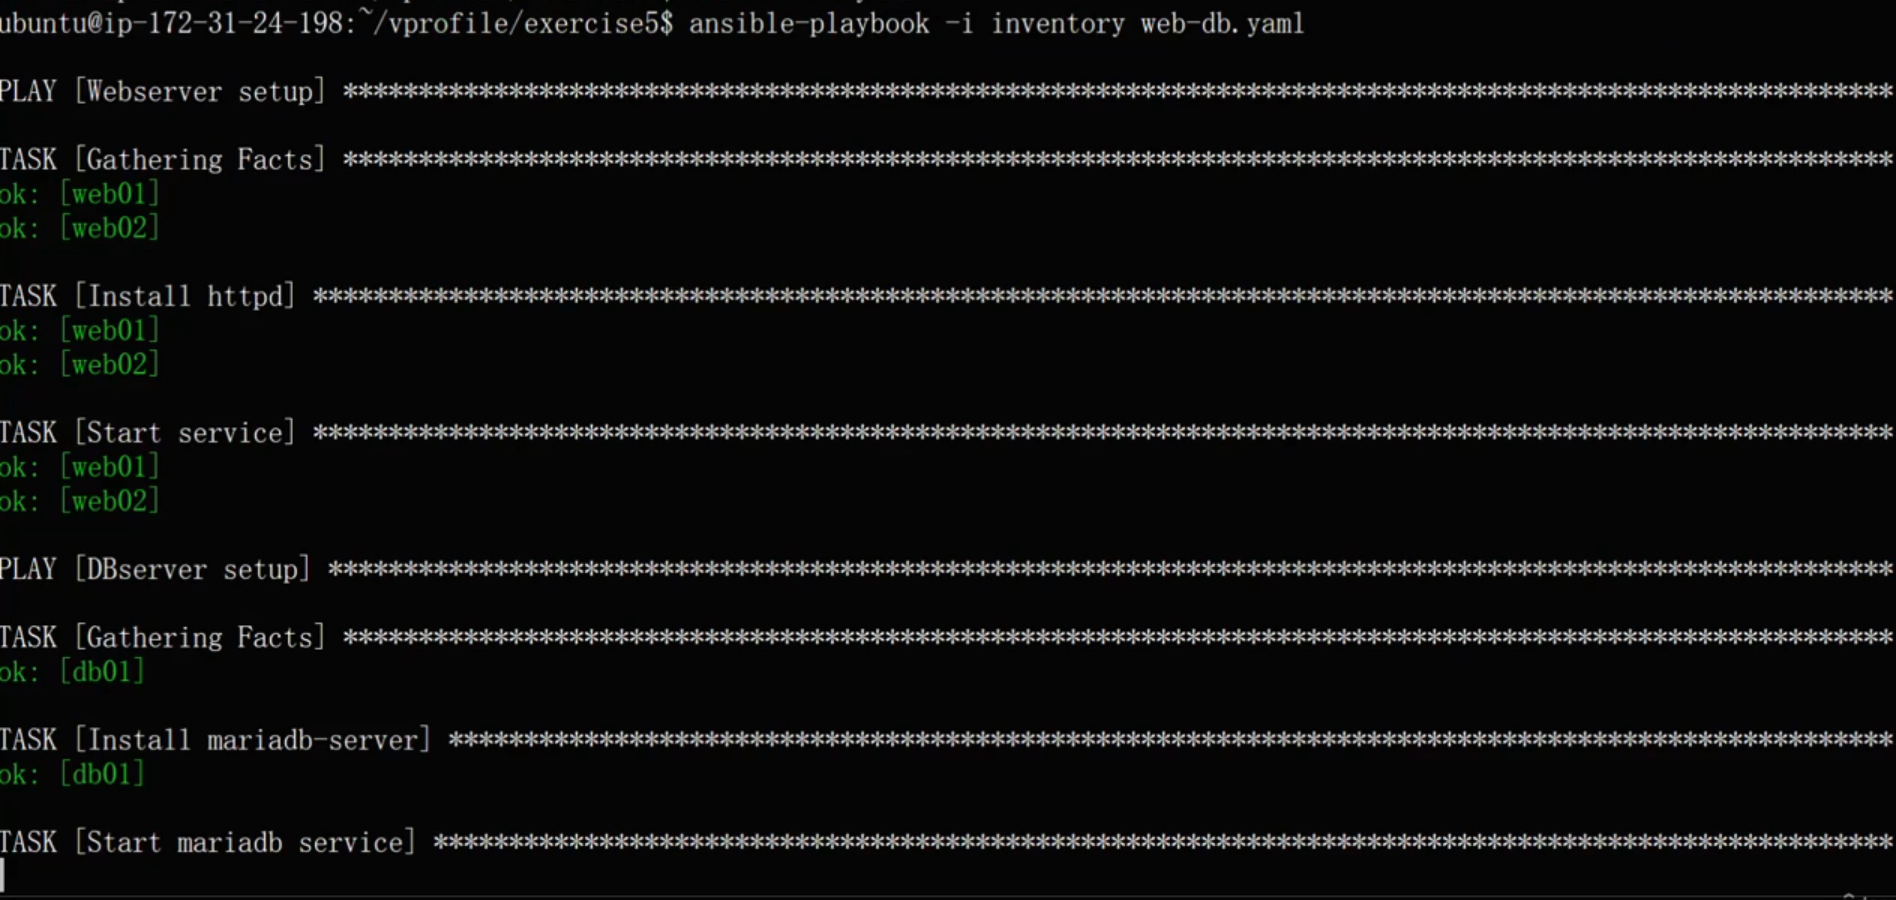 ubuntu@ip-172-31-24-198:~/vprofile/exercise5$ ansible-playbook -i inventory web-db.yaml
PLAY [Webserver setup] *******************************************************************************************************
TASK [Gathering Facts] *******************************************************************************************************
ok: [web01]
ok: [web02]
TASK [Install httpd] *********************************************************************************************************
ok: [web01]
ok: [web02]
TASK [Start service] *********************************************************************************************************
ok: [web01]
ok: [web02]
PLAY [DBserver setup] ********************************************************************************************************
TASK [Gathering Facts] *******************************************************************************************************
ok: [db01]
TASK [Install mariadb-server] ************************************************************************************************
ok: [db01]
TASK [Start mariadb service] *************************************************************************************************